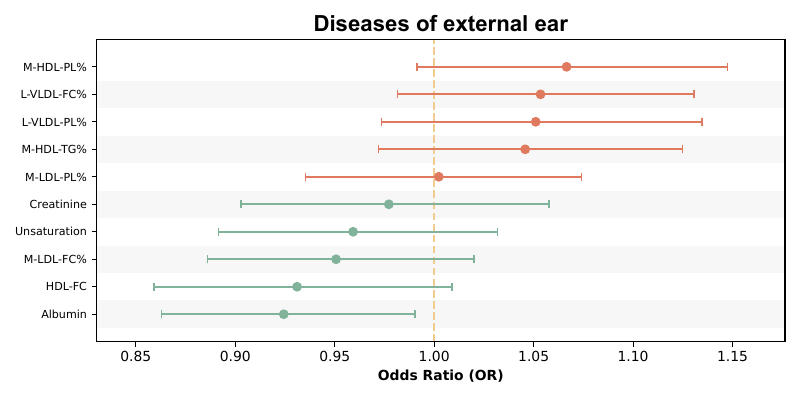 Diseases of external ear
M-HDL-PL%
L-VLDL-FC%
L-VLDL-PL%
M-HDL-TG%
M-LDL-PL%
Creatinine
Unsaturation
M-LDL-FC%
HDL-FC
Albumin
0.85 0.90 0.95 1.00 1.05 1.10 1.15
Odds Ratio (OR)